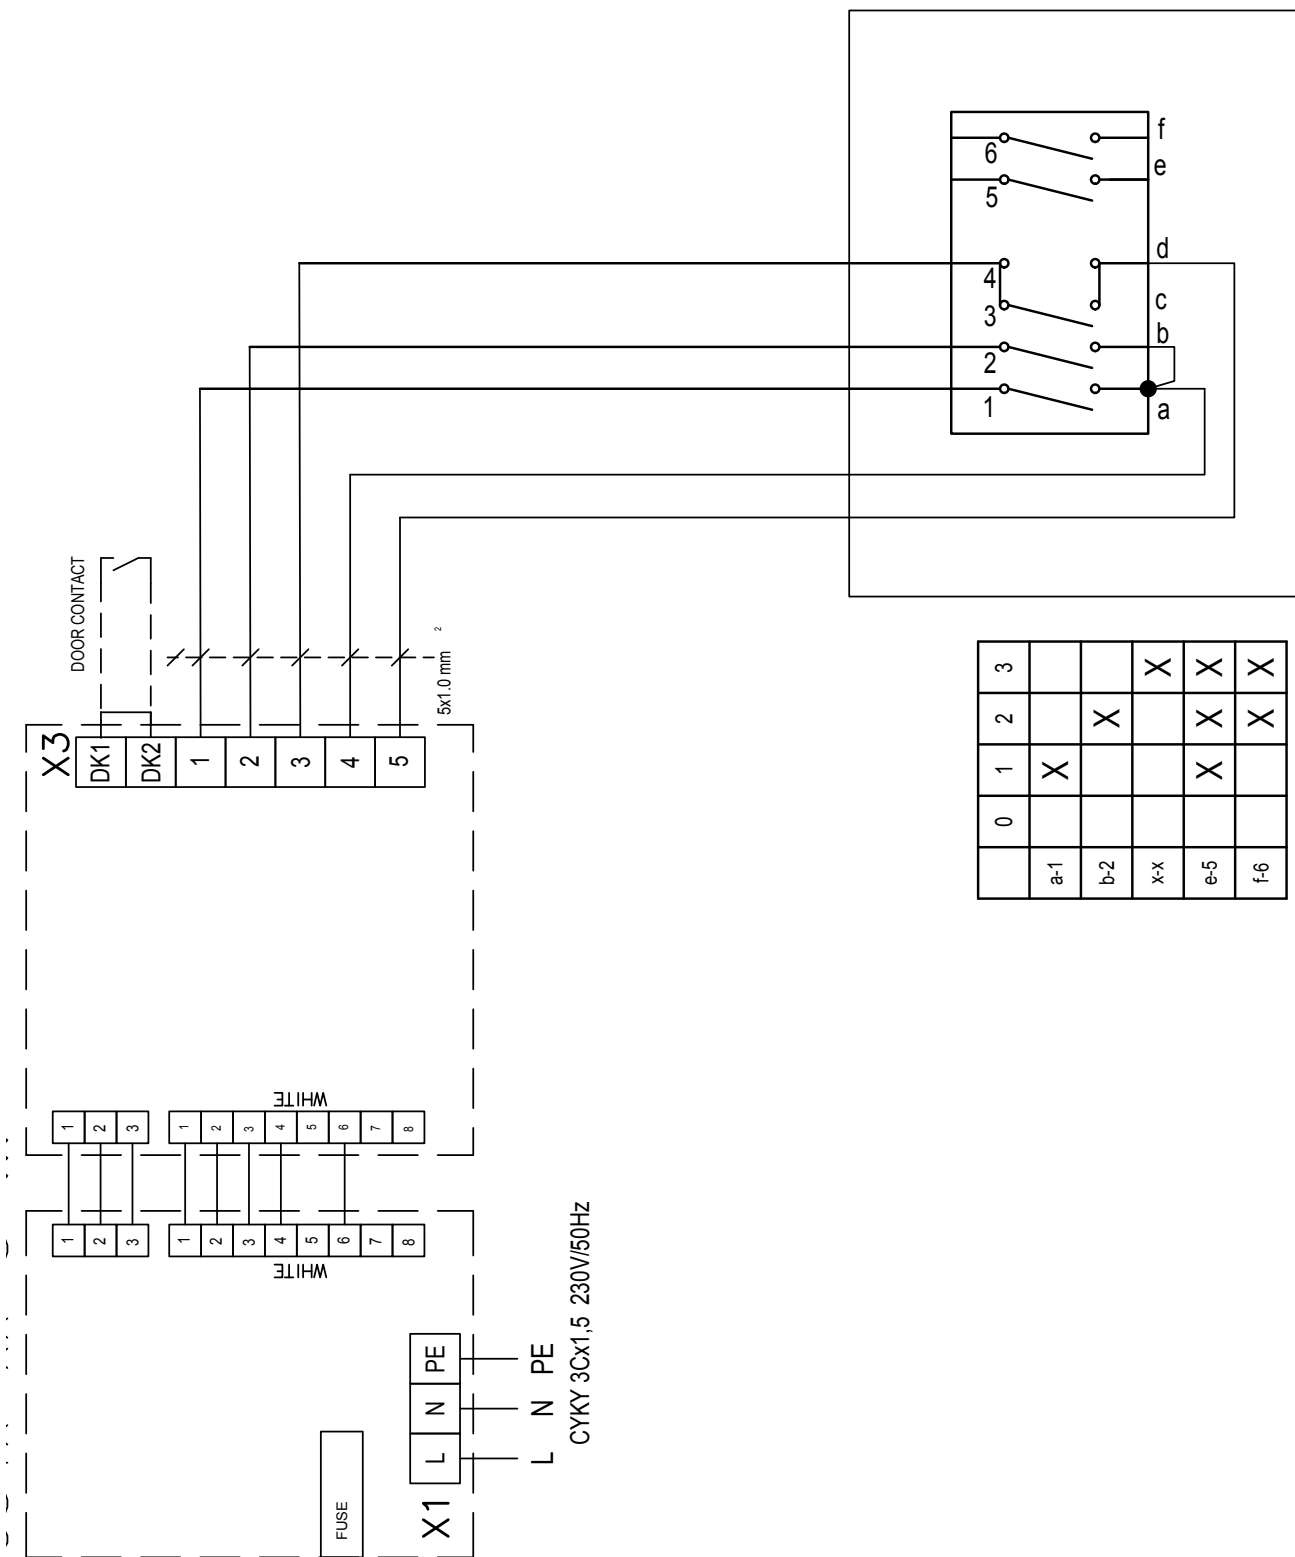 f
6
e
5
d
4
c
3
b
2
a
1
DOOR CONTACT
5x1.0 mm 2
X3
DK1
DK2
1
2
3
4
5
0 1 2 3
a-1 X
b-2 X
x-x X
e-5 X X X
f-6 X X
WHITE
1 2 3
1 2 3 4 5 6 7 8
1 2 3
1 2 3 4 5 6 7 8
WHITE
X1
L N PE
L N PE
CYKY 3Cx1,5 230V/50Hz
FUSE